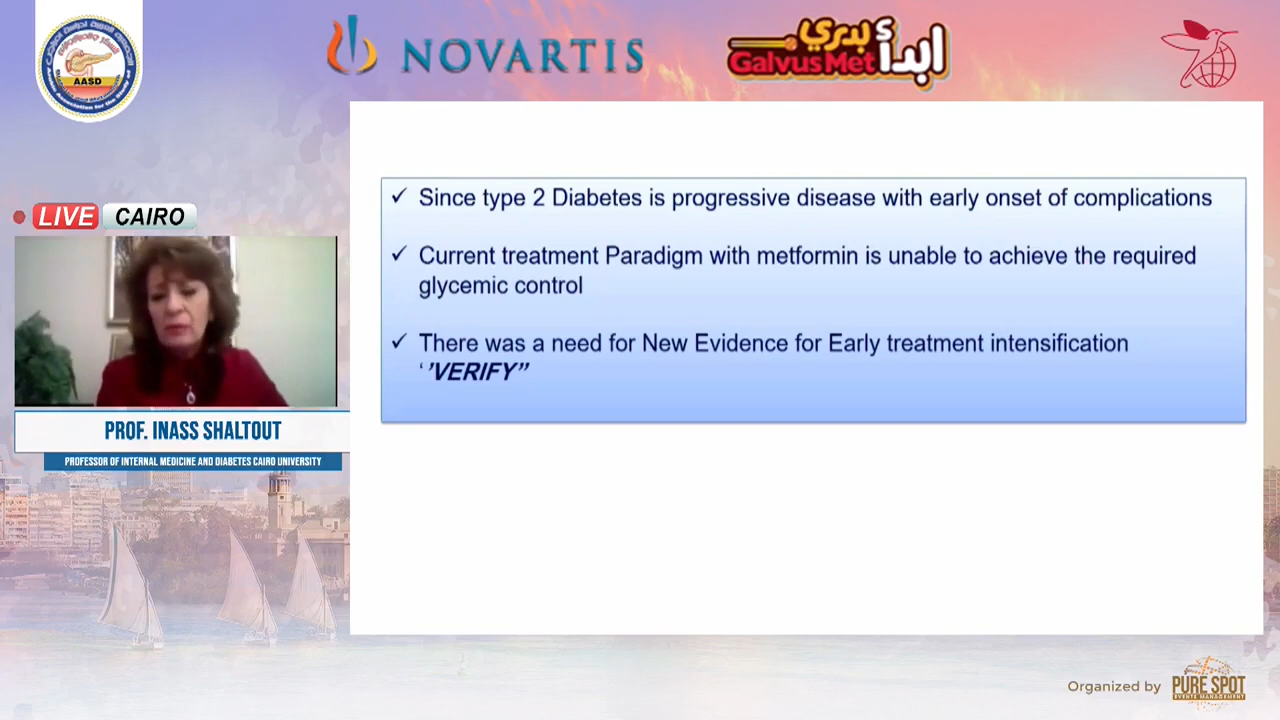 AASD
NOVARTIS
GalvusMet
ابدأ بدري
LIVE CAIRO
PROF. INASS SHALTOUT
PROFESSOR OF INTERNAL MEDICINE AND DIABETES CAIRO UNIVERSITY
✓ Since type 2 Diabetes is progressive disease with early onset of complications
✓ Current treatment Paradigm with metformin is unable to achieve the required
glycemic control
✓ There was a need for New Evidence for Early treatment intensification
‘’VERIFY”
Organized by
PURE SPOT
EVENTS MANAGEMENT